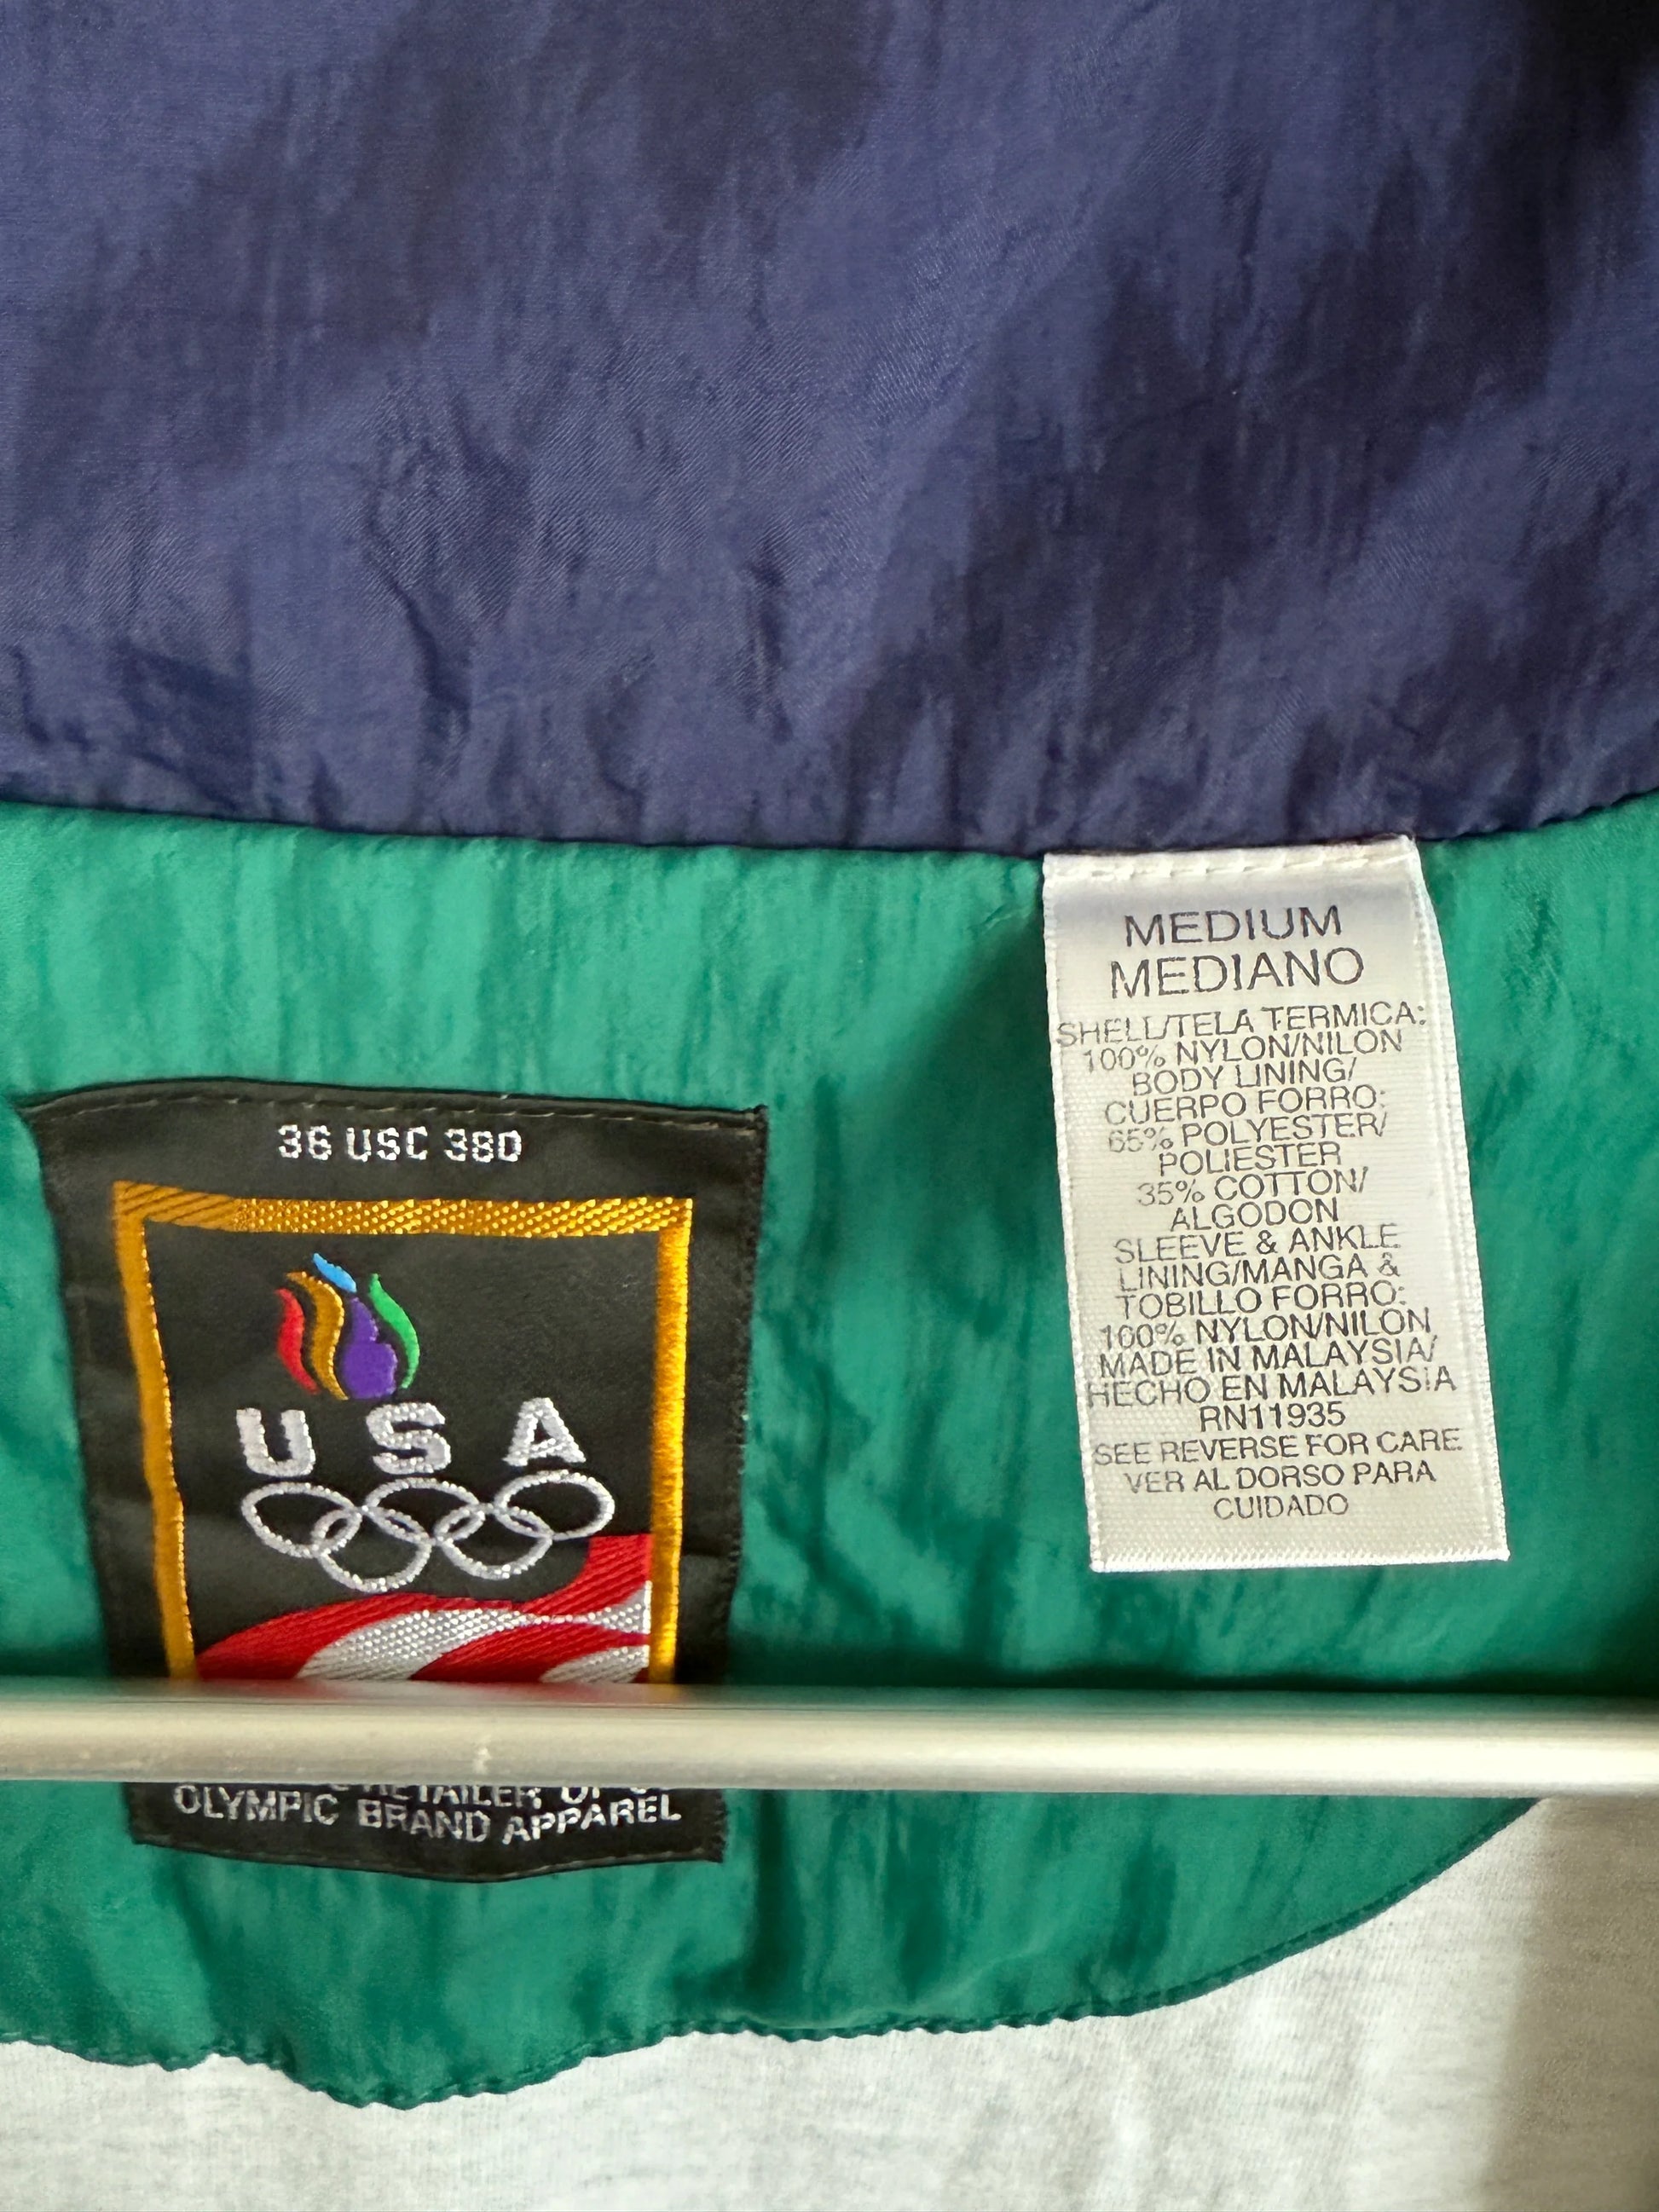 36 USC 380
USA
RETAILER OF
OLYMPIC BRAND APPAREL
MEDIUM
MEDIANO
SHELL/TELA TERMICA:
100% NYLON/NILON
BODY LINING/
CUERPO FORRO:
65% POLYESTER/
POLIESTER
35% COTTON/
ALGODON
SLEEVE & ANKLE
LINING/MANGA &
TOBILLO FORRO:
100% NYLON/NILON
MADE IN MALAYSIA/
HECHO EN MALAYSIA
RN11935
SEE REVERSE FOR CARE
VER AL DORSO PARA
CUIDADO